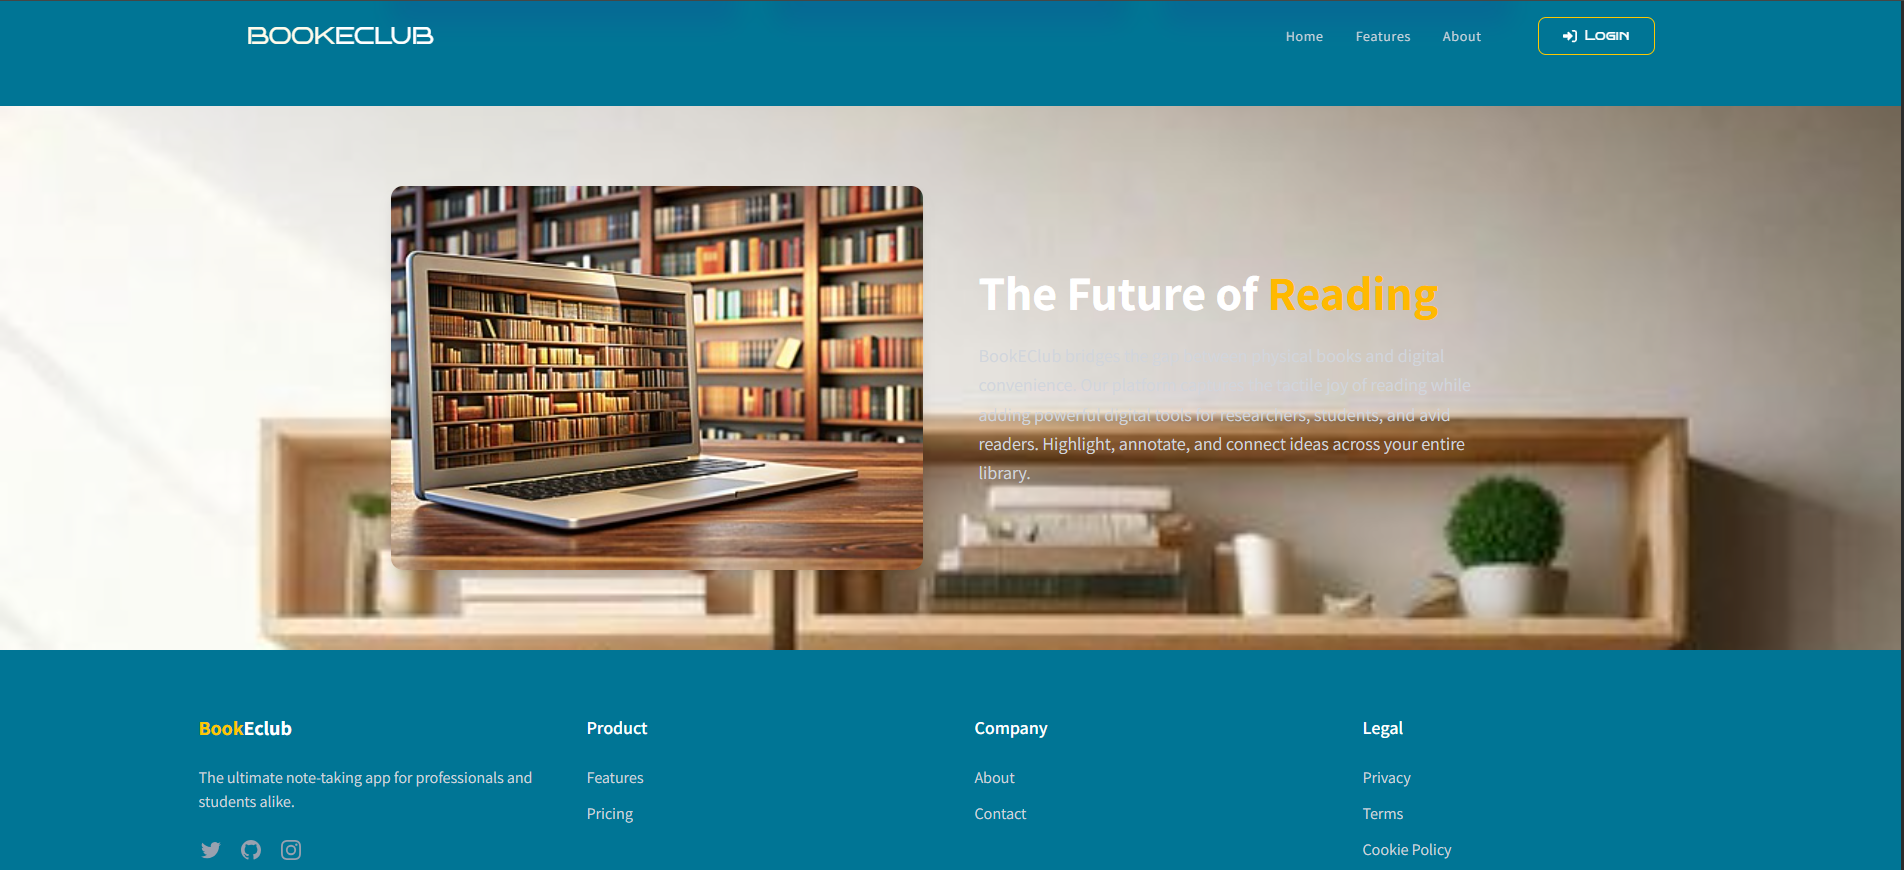 BOOKECLUB
Home Features About Login
The Future of Reading
BookEClub bridges physical books and digital
convenience. Our platform the tactile joy of reading while
adding powerful digital tools for researchers, students, and avid
readers. Highlight, annotate, and connect ideas across your entire
library.
BookEclub
The ultimate note-taking app for professionals and
students alike.
Product
Features
Pricing
Company
About
Contact
Legal
Privacy
Terms
Cookie Policy